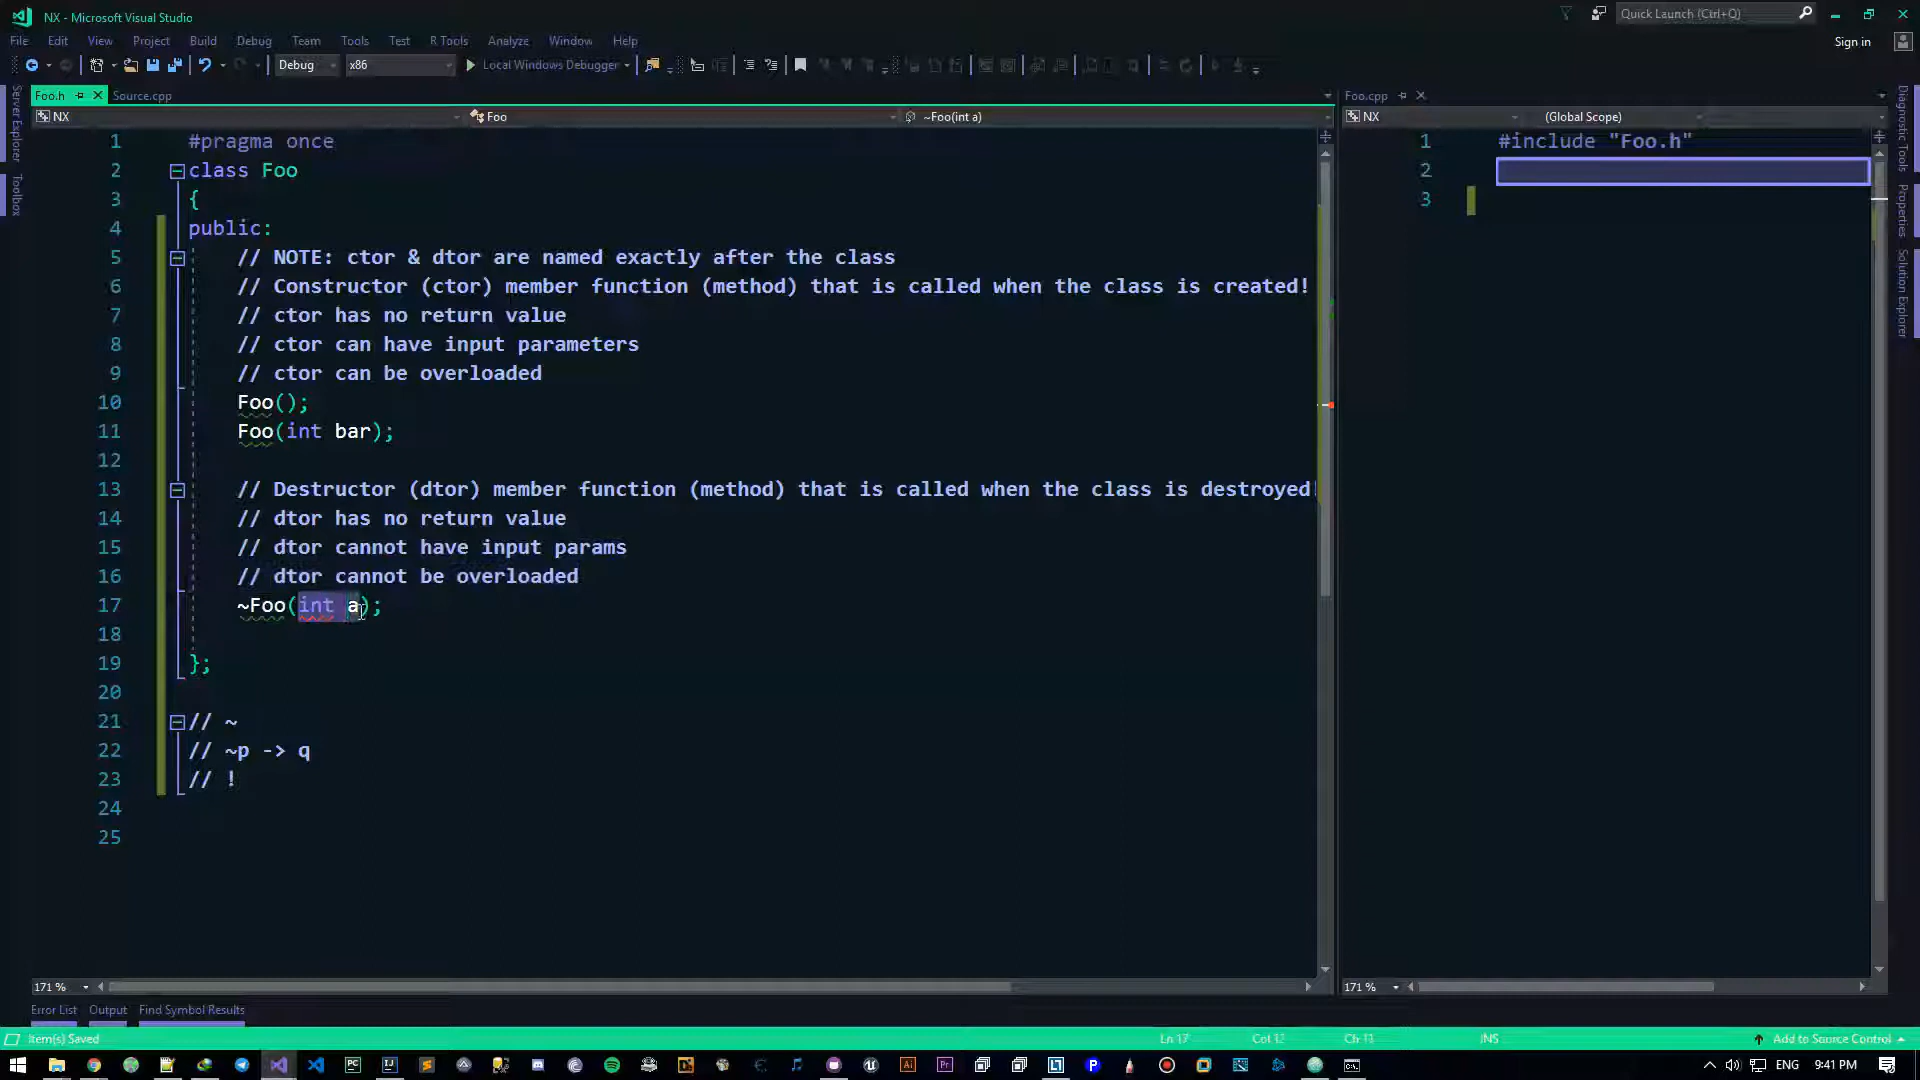 NX - Microsoft Visual Studio
Quick Launch (Ctrl+Q)
File Edit View Project Build Debug Team Tools Test R Tools Analyze Window Help
Sign in
Debug x86 Local Windows Debugger
Foo.h Source.cpp
Foo.cpp
NX Foo ~Foo(int a)
NX (Global Scope)
Server Explorer
Toolbox
Diagnostic Tools
Properties
Solution Explorer
1 #pragma once
2 class Foo
3 {
4 public:
5 // NOTE: ctor & dtor are named exactly after the class
6 // Constructor (ctor) member function (method) that is called when the class is created!
7 // ctor has no return value
8 // ctor can have input parameters
9 // ctor can be overloaded
10 Foo();
11 Foo(int bar);
12
13 // Destructor (dtor) member function (method) that is called when the class is destroyed!
14 // dtor has no return value
15 // dtor cannot have input params
16 // dtor cannot be overloaded
17 ~Foo(int a);
18
19 };
20
21 // ~
22 // ~p -> q
23 // !
24
25
1 #include "Foo.h"
2
3
171 %
171 %
Error List Output Find Symbol Results
Item(s) Saved Ln 17 Col 12 Ch 11 INS Add to Source Control
ENG 9:41 PM